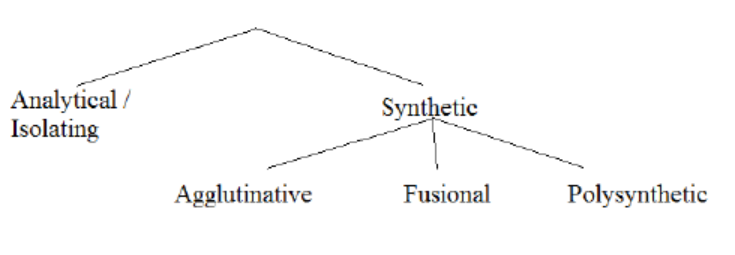 Analytical /
Isolating
Synthetic
Agglutinative Fusional Polysynthetic